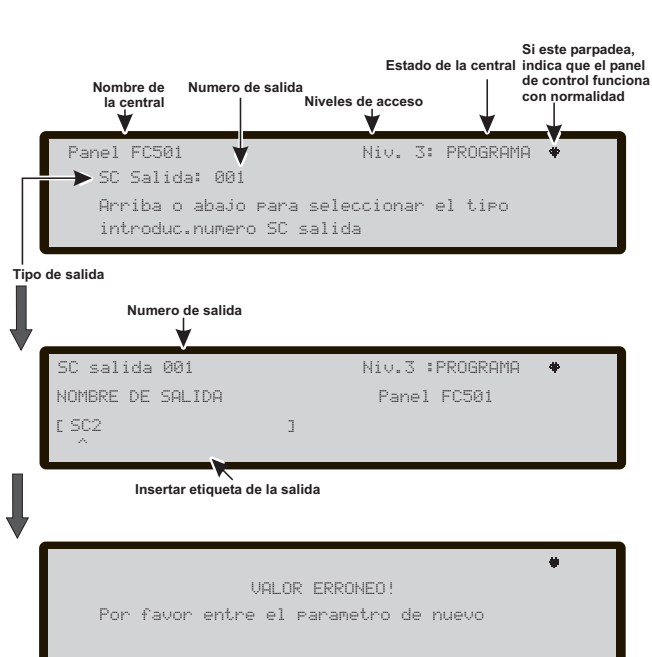 Si este parpadea,
indica que el panel
de control funciona
con normalidad
Estado de la central
Nombre de
la central
Numero de salida
Niveles de acceso
Panel FC501 Niv. 3: PROGRAMA
SC Salida: 001
Arriba o abajo para seleccionar el tipo
introduc.numero SC salida
Tipo de salida
Numero de salida
SC salida 001 Niv.3 :PROGRAMA
NOMBRE DE SALIDA Panel FC501
[ SC2 ]
^
Insertar etiqueta de la salida
VALOR ERRONEO!
Por favor entre el parametro de nuevo